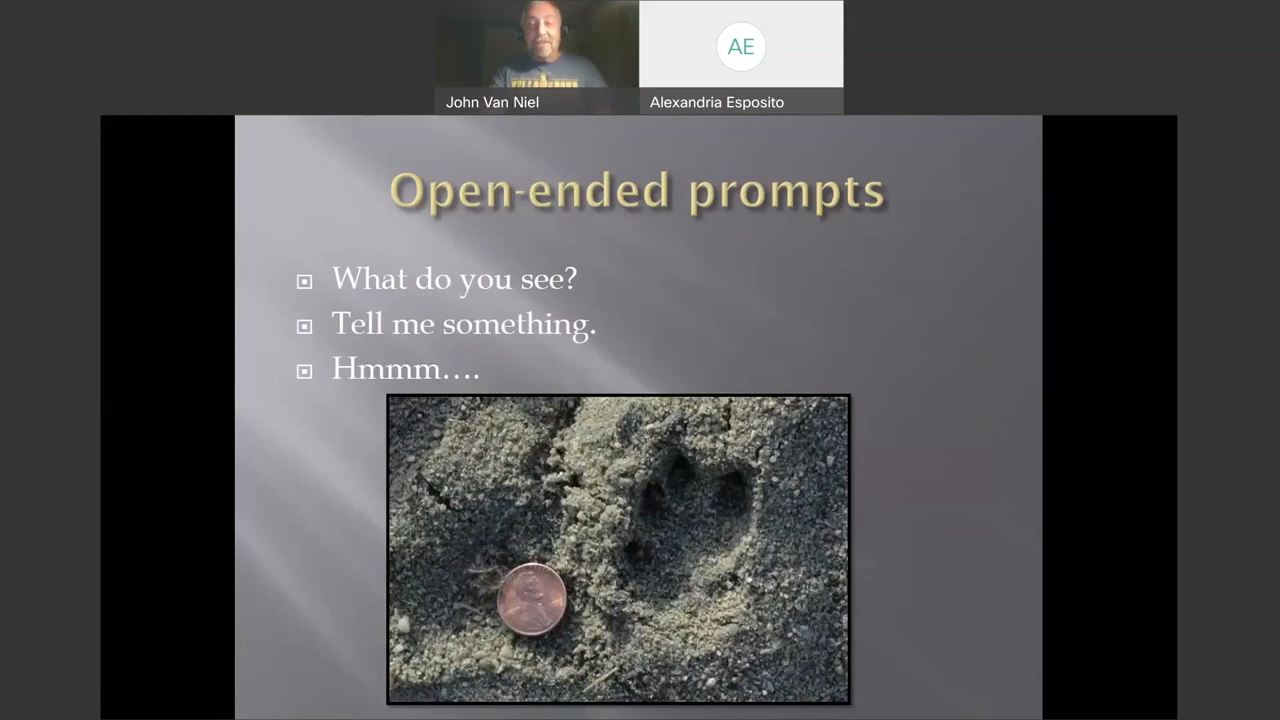 John Van Niel
AE
Alexandria Esposito
Open-ended prompts
What do you see?
Tell me something.
Hmmm….